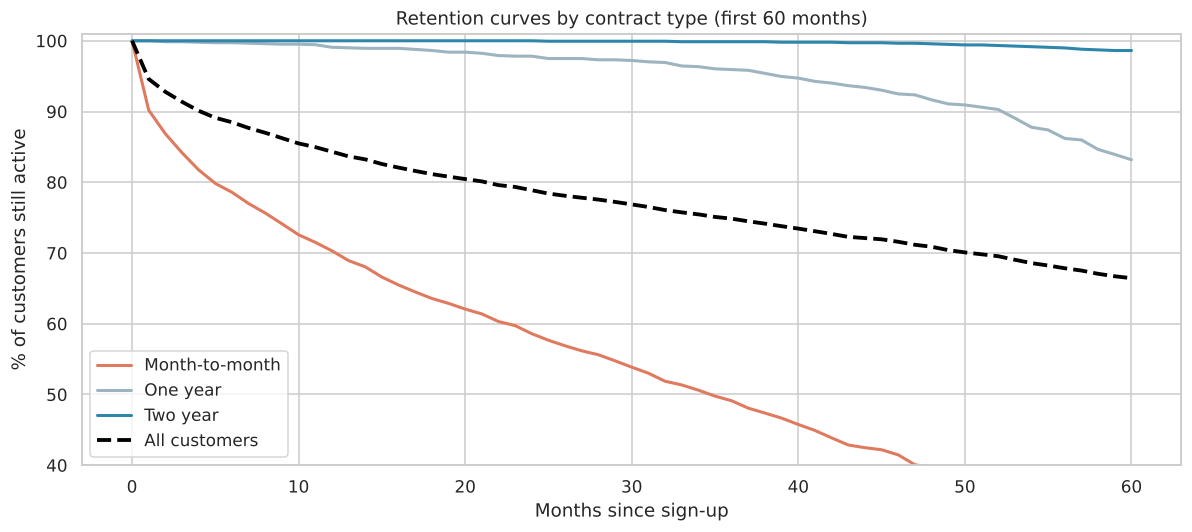 Retention curves by contract type (first 60 months)
% of customers still active
100
90
80
70
60
50
40
Month-to-month
One year
Two year
All customers
0 10 20 30 40 50 60
Months since sign-up